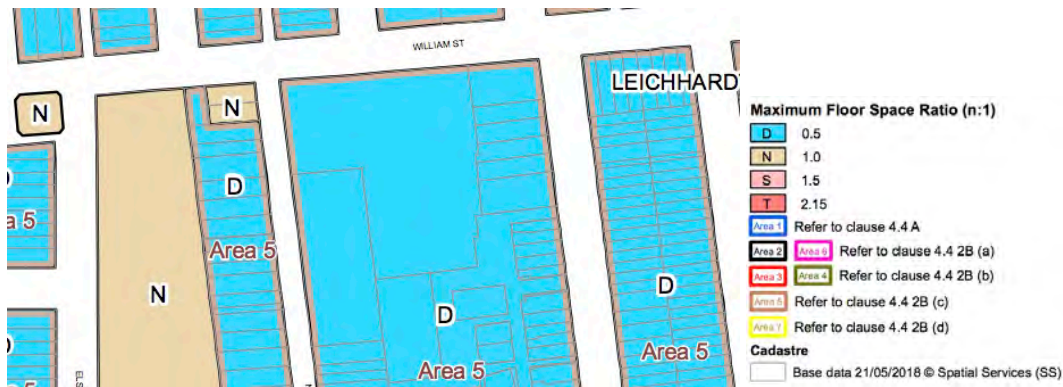 WILLIAM ST
LEICHHARD
N
N
D
D
a 5
Area 5
N
D
D
Area 5
Area 5
ELS
5
Maximum Floor Space Ratio (n:1)
D 0.5
N 1.0
S 1.5
T 2.15
Area 1 Refer to clause 4.4 A
Area 2 Area 6 Refer to clause 4.4 2B (a)
Area 3 Area 4 Refer to clause 4.4 2B (b)
Area 5 Refer to clause 4.4 2B (c)
Area 7 Refer to clause 4.4 2B (d)
Cadastre
Base data 21/05/2018 © Spatial Services (SS)